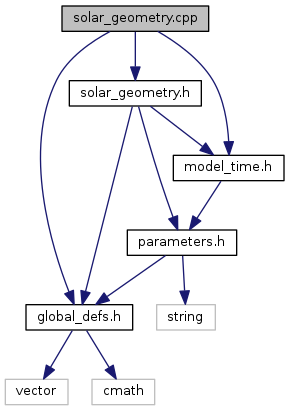 solar_geometry.cpp
solar_geometry.h
model_time.h
parameters.h
global_defs.h
string
vector
cmath